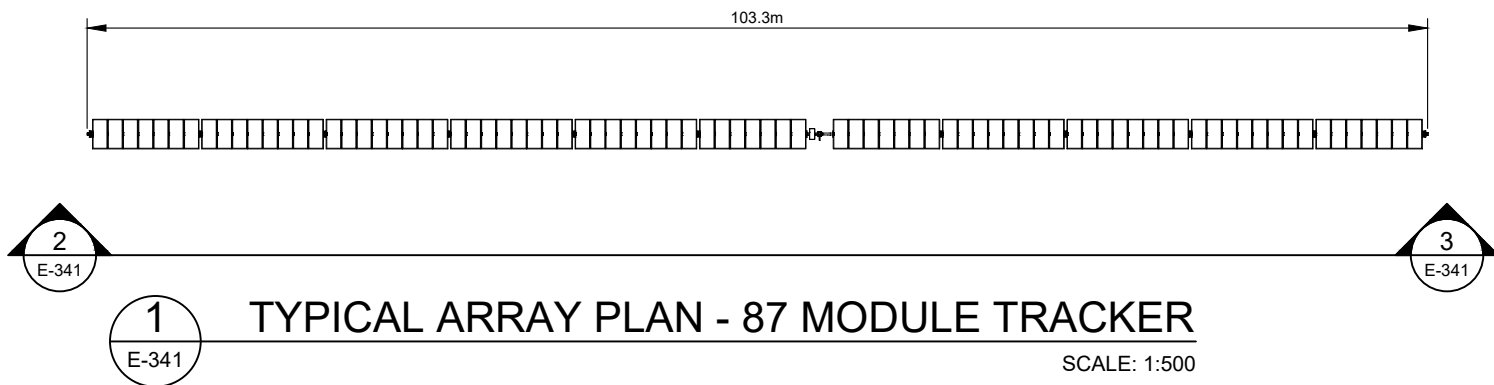 103.3m
2
E-341
3
E-341
1
E-341
TYPICAL ARRAY PLAN - 87 MODULE TRACKER
SCALE: 1:500